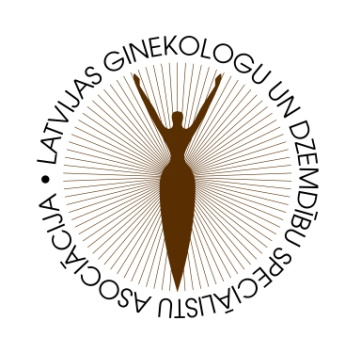 LATVIJAS GINEKOLOGU UN DZEMDĪBU SPECIĀLISTU ASOCIĀCIJA •